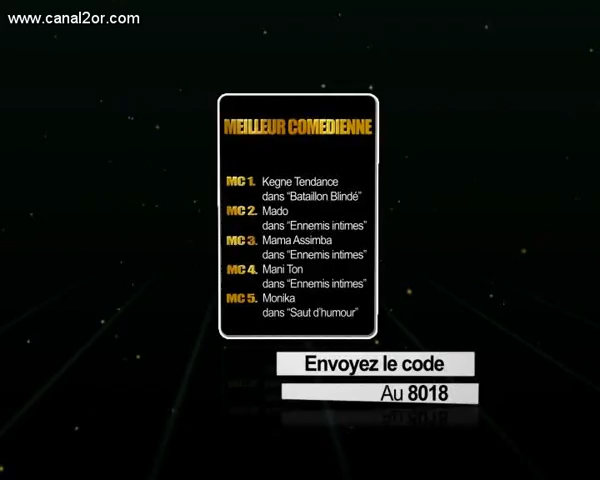 www.canal2or.com
MEILLEUR COMEDIENNE
MC 1. Kegne Tendance
dans "Bataillon Blindé"
MC 2. Mado
dans "Ennemis intimes"
MC 3. Mama Assimba
dans "Ennemis intimes"
MC 4. Mani Ton
dans "Ennemis intimes"
MC 5. Monika
dans "Saut d'humour"
Envoyez le code
Au 8018